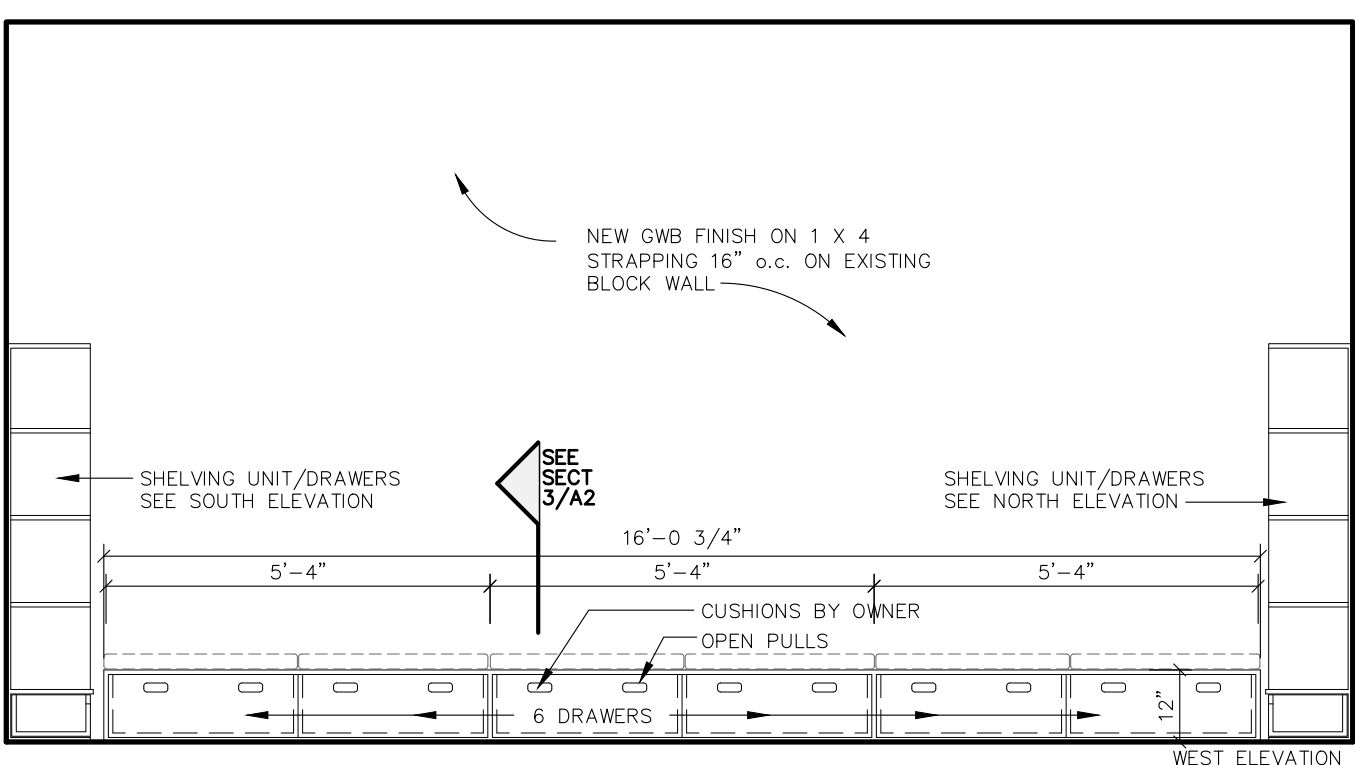 NEW GWB FINISH ON 1 X 4
STRAPPING 16” o.c. ON EXISTING
BLOCK WALL
SEE
SECT
3/A2
SHELVING UNIT/DRAWERS
SEE SOUTH ELEVATION
SHELVING UNIT/DRAWERS
SEE NORTH ELEVATION
16’–0 3/4”
5’–4”
5’–4”
5’–4”
CUSHIONS BY OWNER
OPEN PULLS
6 DRAWERS
12”
WEST ELEVATION